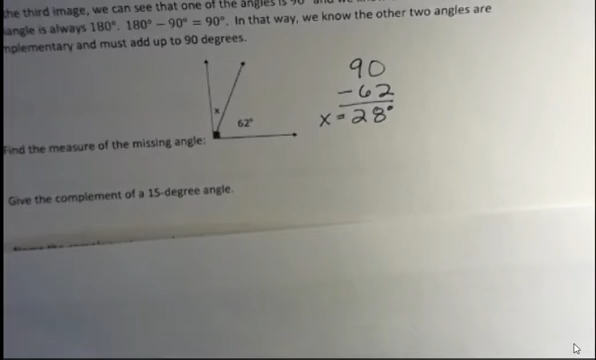 the third image, we can see that one of the angles is 90°
angle is always 180°. 180° − 90° = 90°. In that way, we know the other two angles are
mplementary and must add up to 90 degrees.
90
−62
x = 28°
x
62°
Find the measure of the missing angle:
Give the complement of a 15-degree angle.